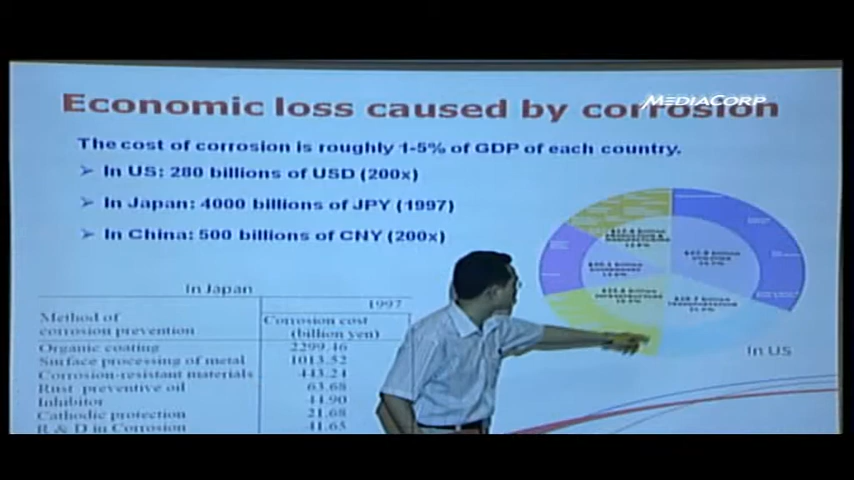 Economic loss caused by corrosion
MEDIACORP
The cost of corrosion is roughly 1-5% of GDP of each country.
➢ In US: 280 billions of USD (200x)
➢ In Japan: 4000 billions of JPY (1997)
➢ In China: 500 billions of CNY (200x)
In Japan
1997
Method of
corrosion prevention
Corrosion cost
(billion yen)
Organic coating 2299.46
Surface processing of metal 1013.52
Corrosion-resistant materials 443.24
Rust preventive oil 63.68
Inhibitor 44.90
Cathodic protection 21.68
R & D in Corrosion 41.65
In US